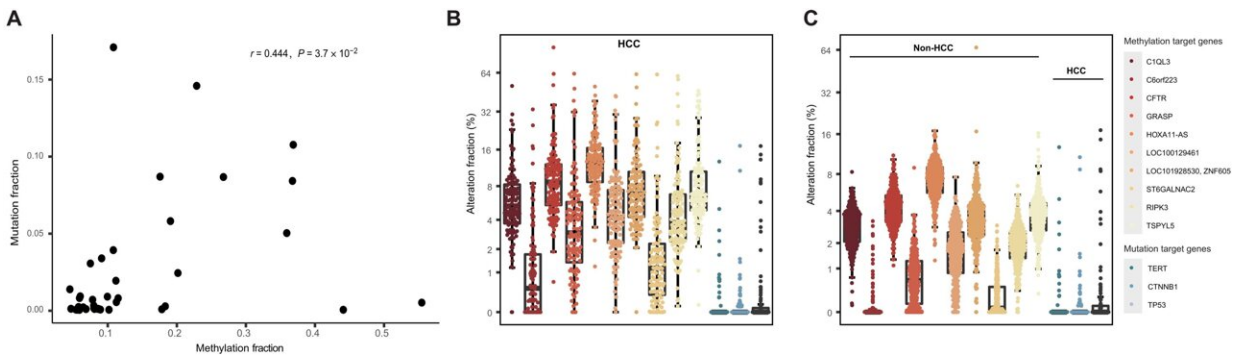 A
r = 0.444, P = 3.7 × 10⁻²
Mutation fraction
0.15
0.10
0.05
0.00
0.1
0.2
0.3
0.4
0.5
Methylation fraction
B
HCC
Alteration fraction (%)
64
32
16
8
4
2
1
0
C
Non-HCC
HCC
Alteration fraction (%)
64
32
16
8
4
2
1
0
Methylation target genes
C1QL3
C6orf223
CFTR
GRASP
HOXA11-AS
LOC100129461
LOC101928530, ZNF605
ST6GALNAC2
RIPK3
TSPYL5
Mutation target genes
TERT
CTNNB1
TP53